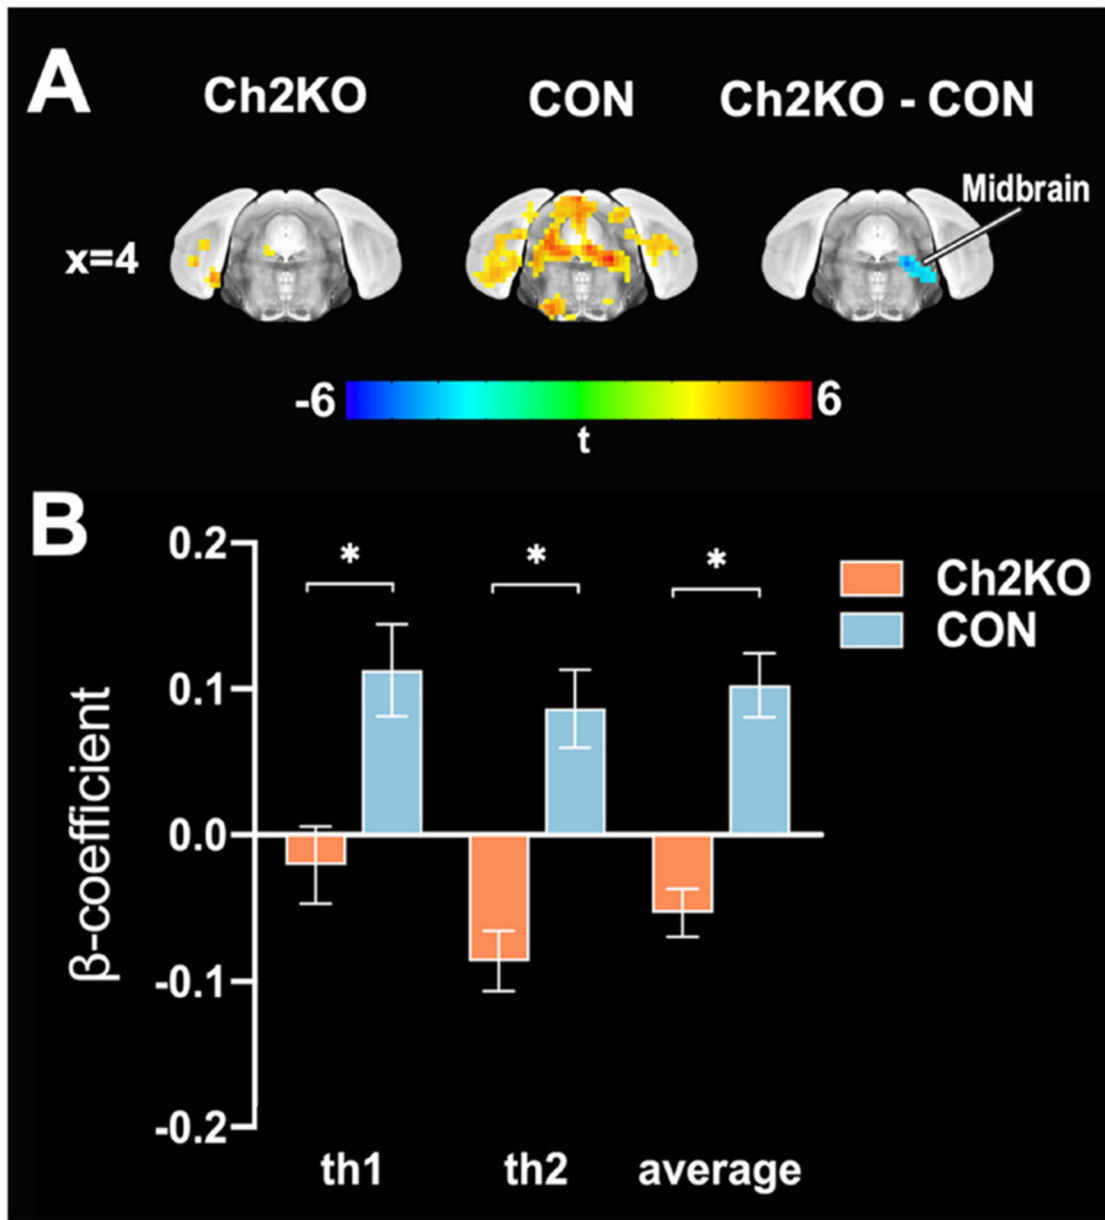 A
Ch2KO
CON
Ch2KO - CON
Midbrain
x=4
-6
6
t
B
0.2
*
*
*
Ch2KO
CON
0.1
0.0
-0.1
-0.2
β-coefficient
th1
th2
average